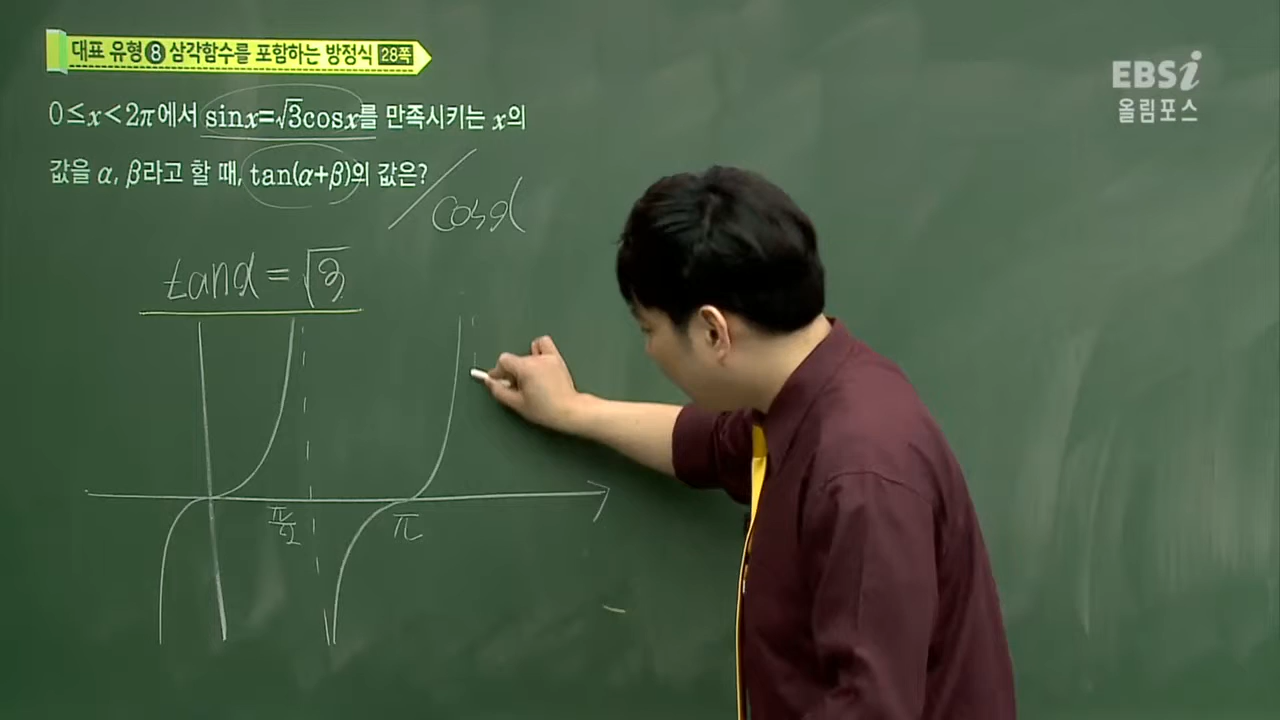 대표 유형 8 삼각함수를 포함하는 방정식 28쪽
EBSi
올림포스
0≤x<2π에서 sinx=√3cosx를 만족시키는 x의
값을 α, β라고 할 때, tan(α+β)의 값은?
cosx
tanx = √3
π/2
π